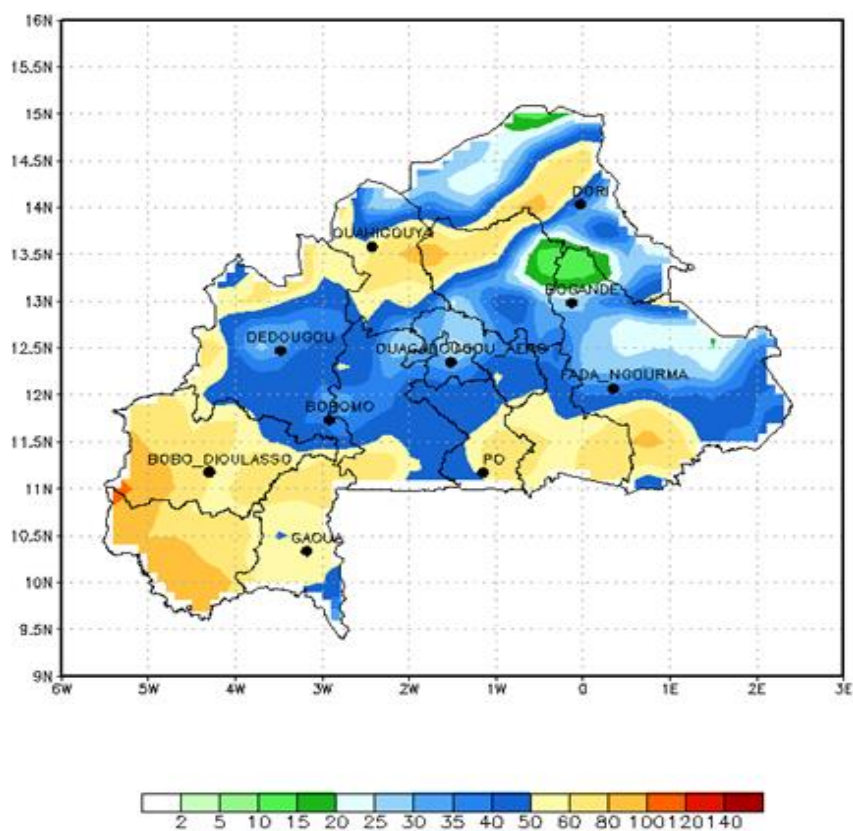 16N
15.5N
15N
14.5N
14N
DORI
13.5N
OUAHIGOUYA
13N
BOGANDE
12.5N
DEDOUGOU
OUAGADOUGOU_AERO
12N
FADA_NGOURMA
BOROMO
11.5N
BOBO_DIOULASSO
PO
11N
10.5N
GAOUA
10N
9.5N
9N
6W 5W 4W 3W 2W 1W 0 1E 2E 3E
2 5 10 15 20 25 30 35 40 50 60 80 100 120 140